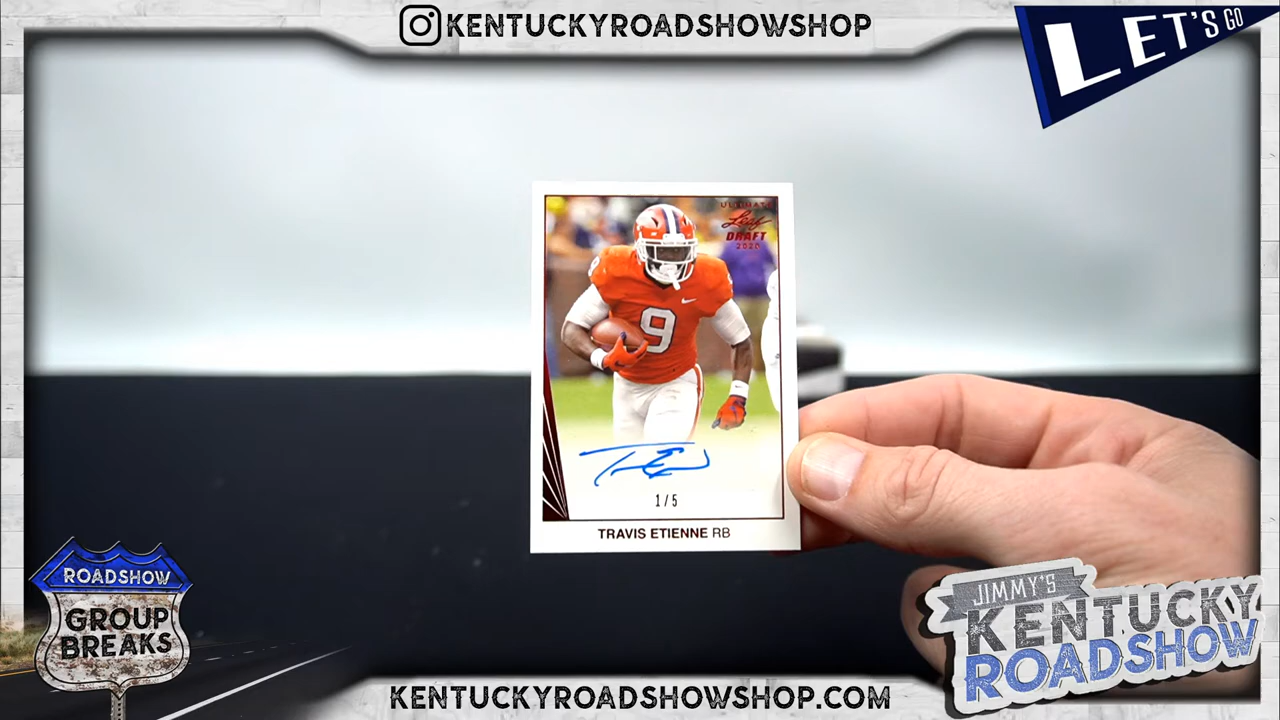 KENTUCKYROADSHOWSHOP
LET'S GO
ULTIMATE
Leaf
DRAFT
2020
9
9
1/5
TRAVIS ETIENNE RB
ROADSHOW
GROUP
BREAKS
JIMMY'S
KENTUCKY
ROADSHOW
KENTUCKYROADSHOWSHOP.COM